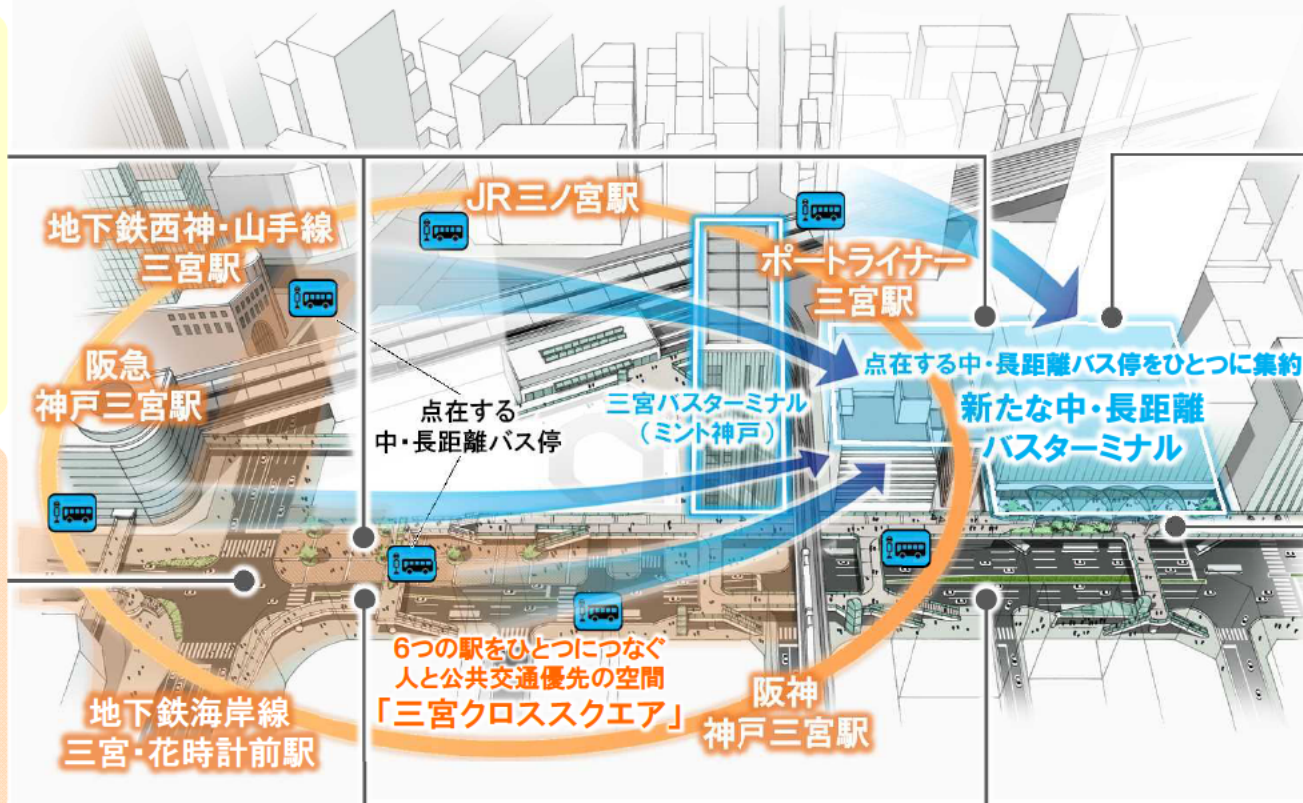 JR三ノ宮駅
地下鉄西神・山手線
三宮駅
ポートライナー
三宮駅
阪急
神戸三宮駅
点在する
中・長距離バス停
三宮バスターミナル
（ミント神戸）
点在する中・長距離バス停をひとつに集約
新たな中・長距離
バスターミナル
6つの駅をひとつにつなぐ
人と公共交通優先の空間
「三宮クロススクエア」
地下鉄海岸線
三宮・花時計前駅
阪神
神戸三宮駅